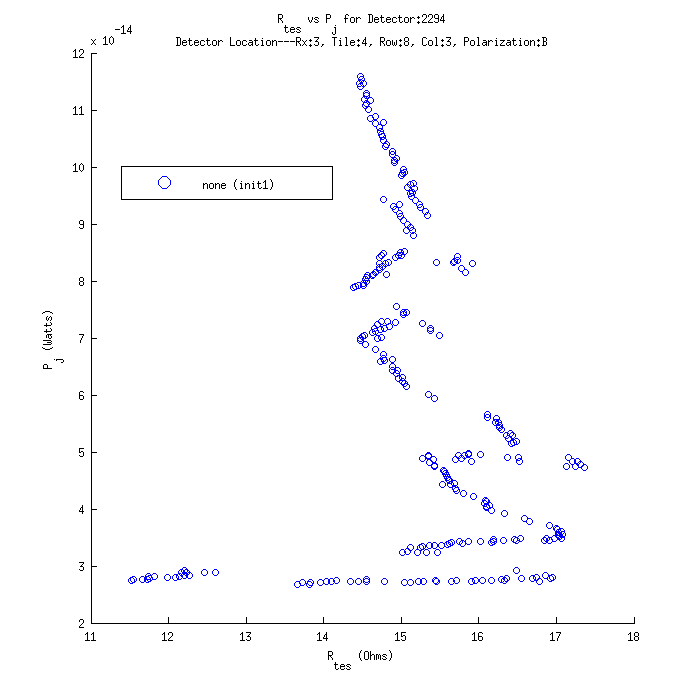 R_tes vs P_j for Detector:2294
x 10^-14
Detector Location---Rx:3, Tile:4, Row:8, Col:3, Polarization:B
12
11
10
9
8
7
6
5
4
3
2
none (init1)
P_j (Watts)
11 12 13 14 15 16 17 18
R_tes (Ohms)